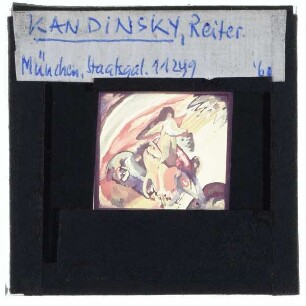 KANDINSKY, Reiter.
München, Staatsgal. 11249 '60